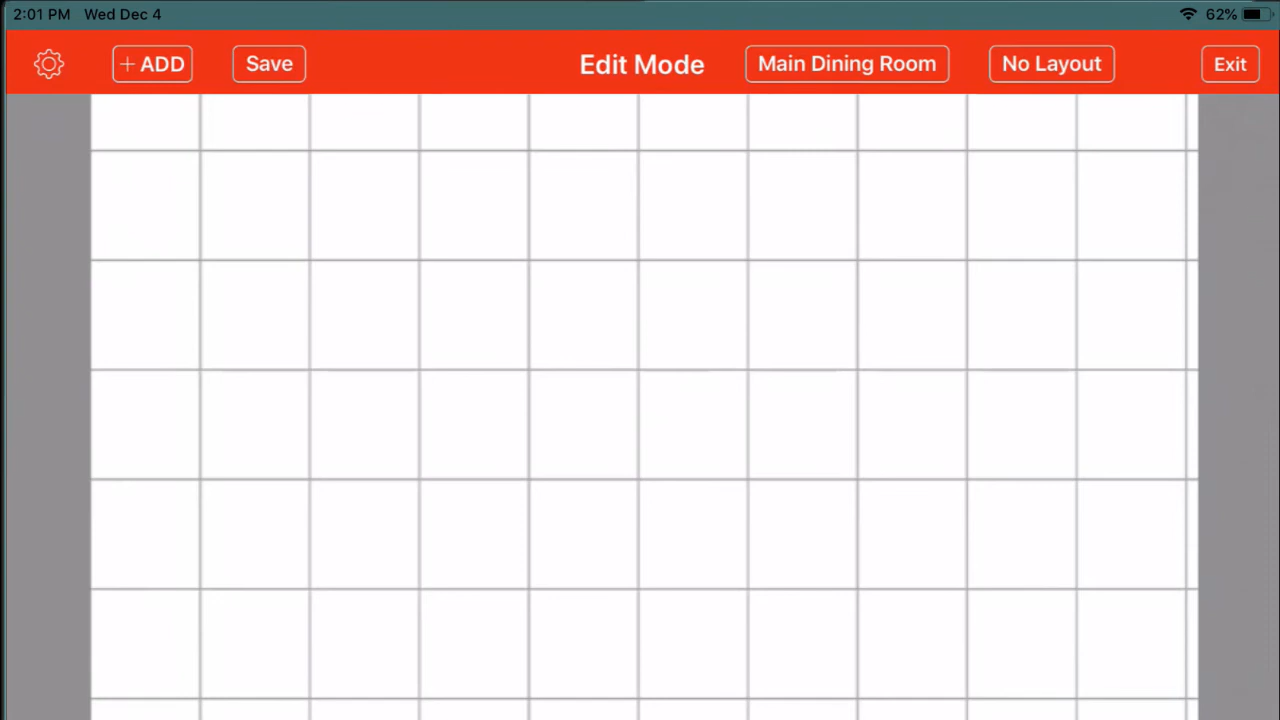 2:01 PM Wed Dec 4 62%
+ ADD Save Edit Mode Main Dining Room No Layout Exit